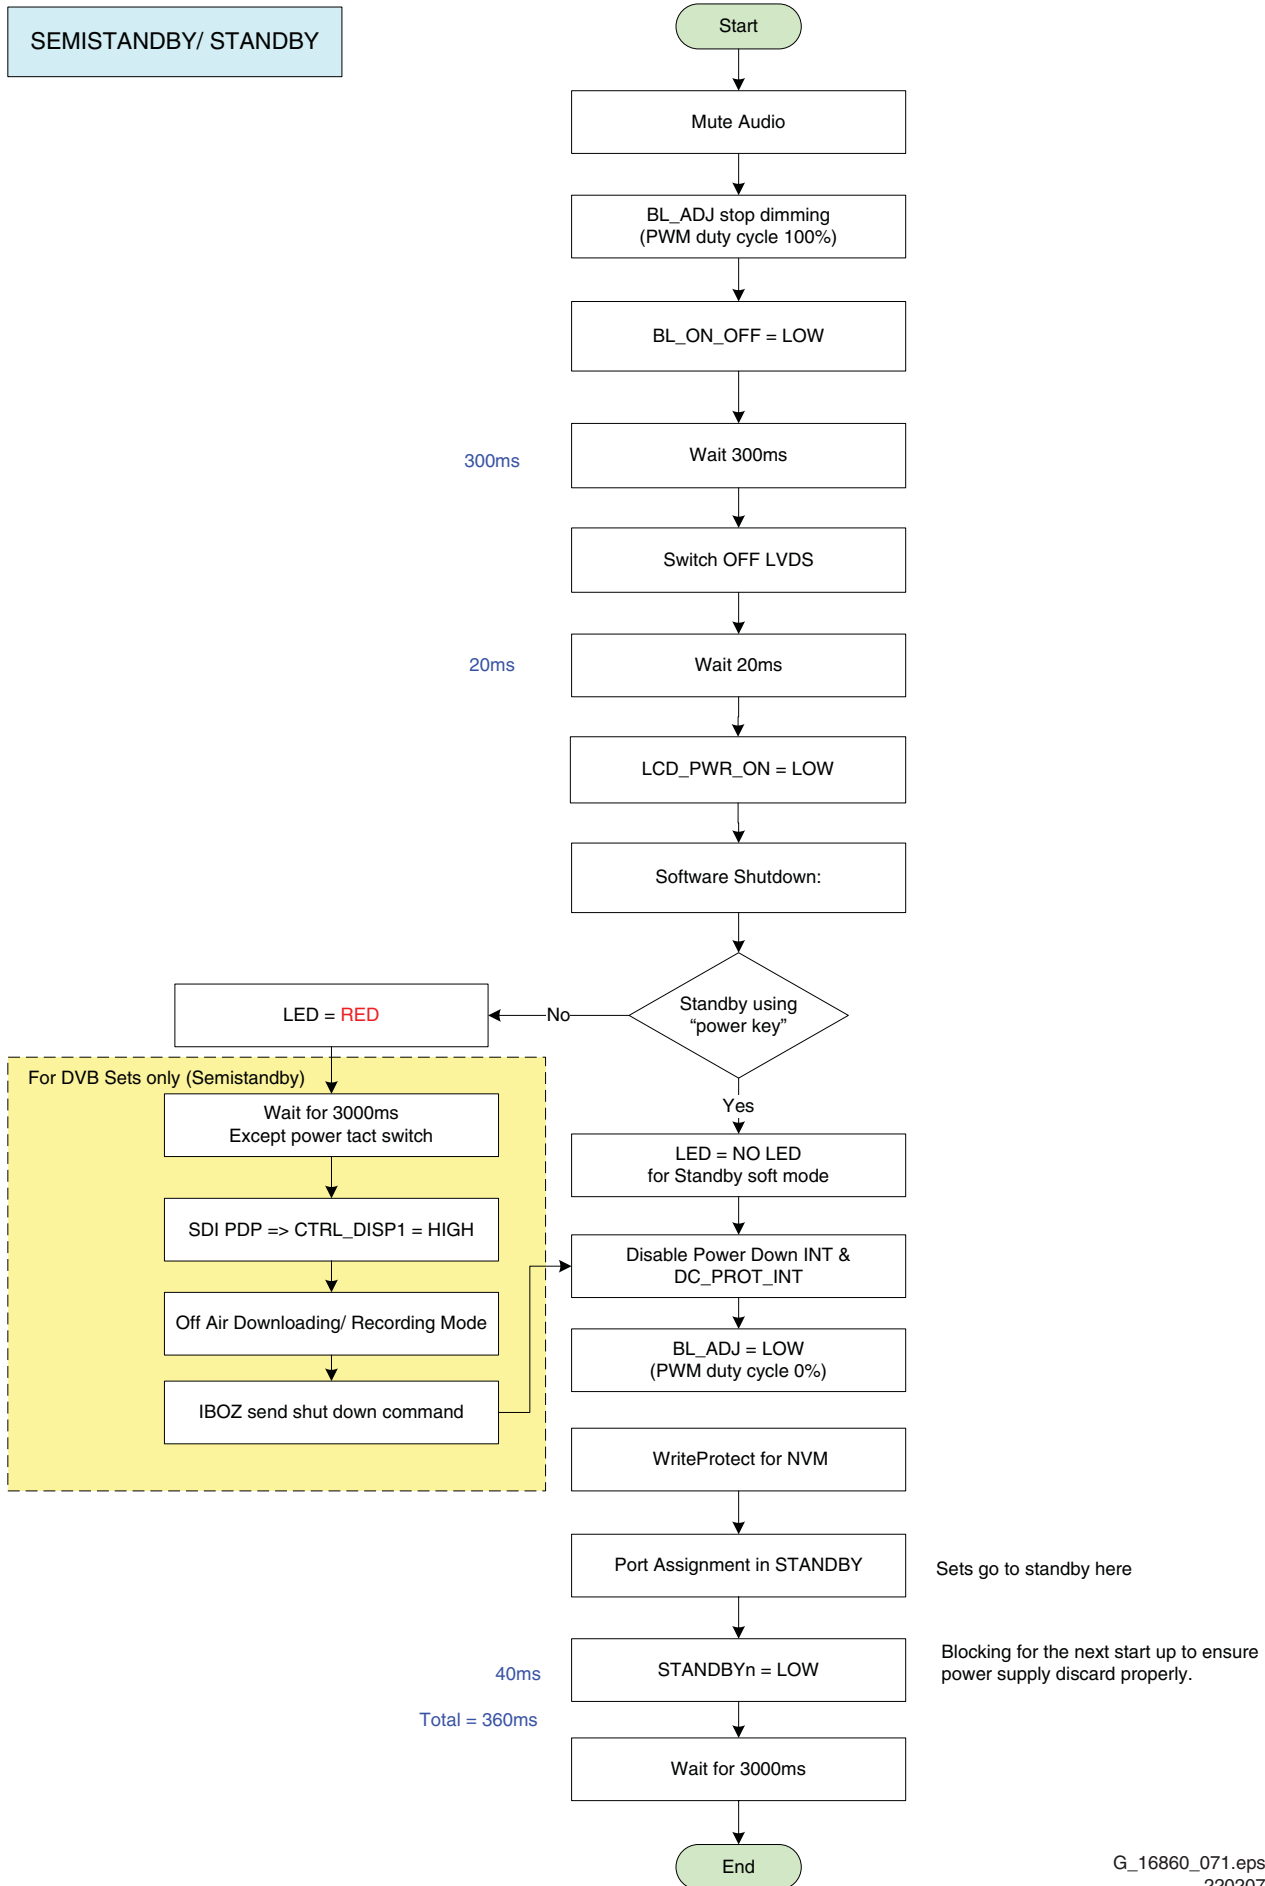 SEMISTANDBY/ STANDBY
Start
Mute Audio
BL_ADJ stop dimming
(PWM duty cycle 100%)
BL_ON_OFF = LOW
300ms
Wait 300ms
Switch OFF LVDS
20ms
Wait 20ms
LCD_PWR_ON = LOW
Software Shutdown:
Standby using
“power key”
No
LED = RED
For DVB Sets only (Semistandby)
Wait for 3000ms
Except power tact switch
SDI PDP => CTRL_DISP1 = HIGH
Off Air Downloading/ Recording Mode
IBOZ send shut down command
Yes
LED = NO LED
for Standby soft mode
Disable Power Down INT &
DC_PROT_INT
BL_ADJ = LOW
(PWM duty cycle 0%)
WriteProtect for NVM
Port Assignment in STANDBY
Sets go to standby here
40ms
STANDBYn = LOW
Blocking for the next start up to ensure
power supply discard properly.
Total = 360ms
Wait for 3000ms
End
G_16860_071.eps
220207